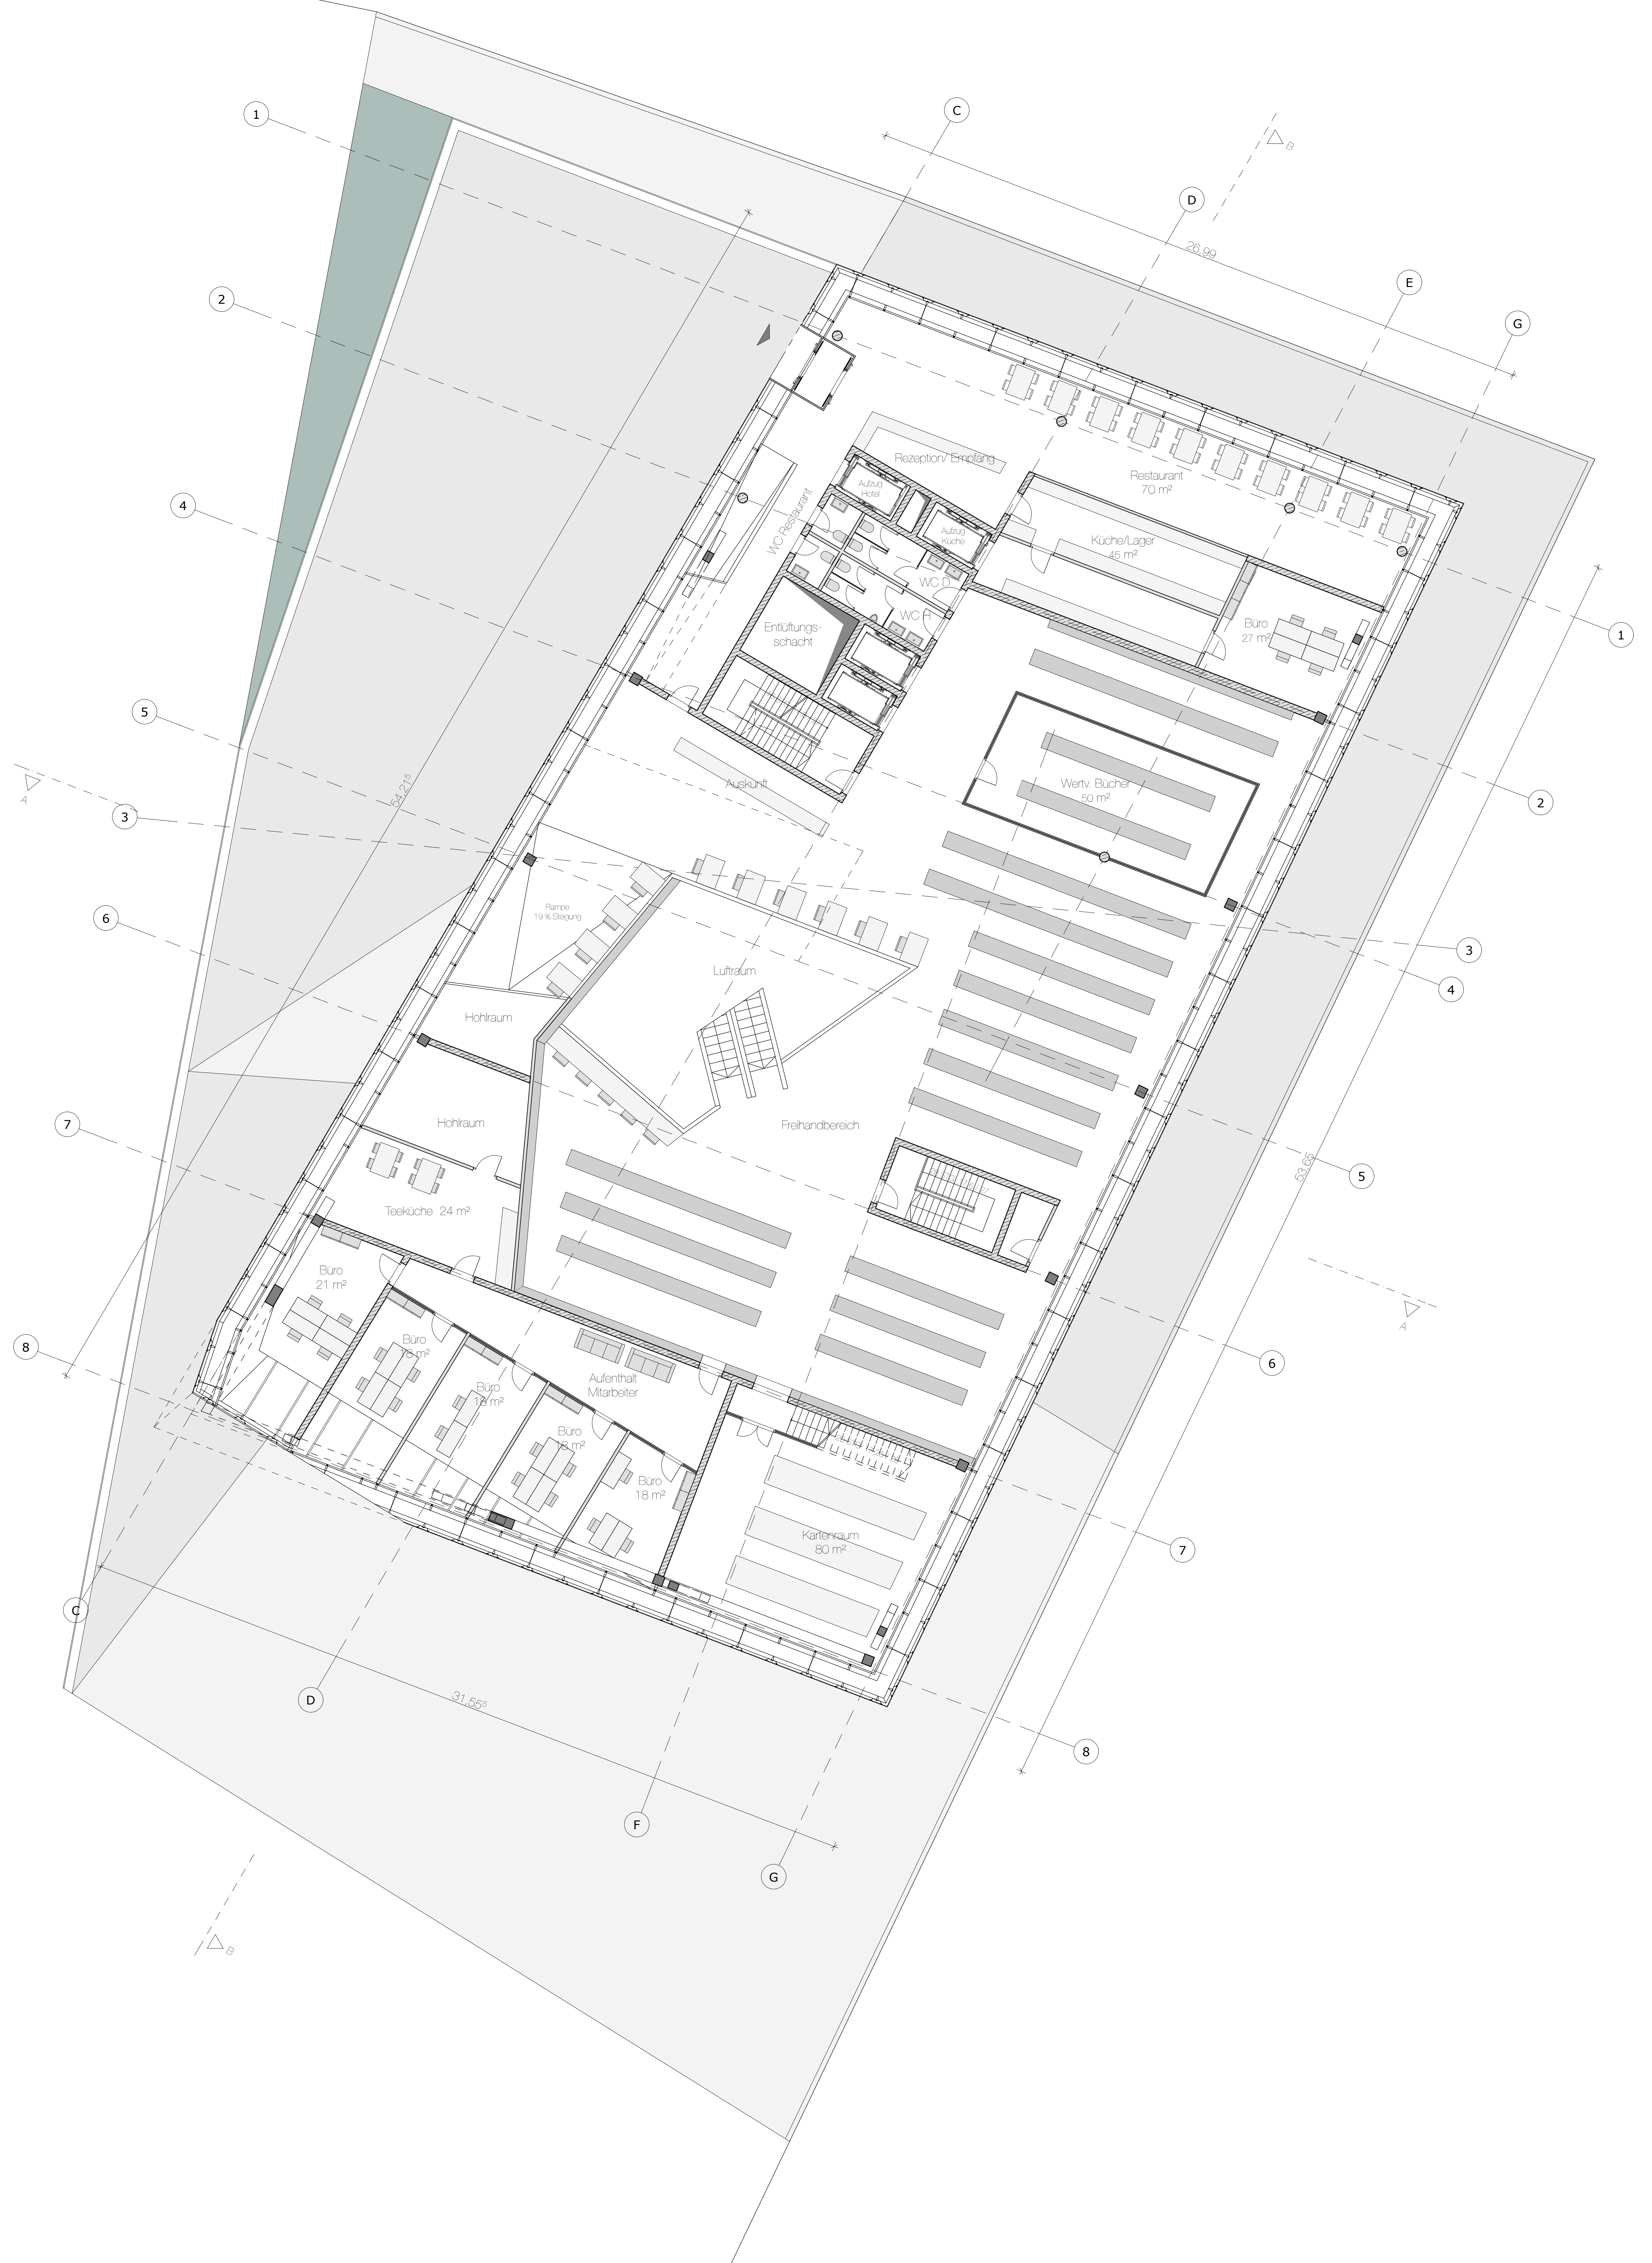 1
C
B
D
2
26,99
E
G
4
Rezeption/ Empfang
Restaurant
70 m²
Aufzug
Hotel
WC Restaurant
Aufzug
Küche
Küche/Lager
45 m²
WC D
WC H
Entlüftungs-
schacht
Büro
27 m²
1
5
A
54,21⁵
3
Auskunft
Wertv. Bücher
50 m²
2
6
Rampe
19 % Steigung
Luftraum
3
4
Hohlraum
7
Hohlraum
Freihandbereich
5
53,65
Teeküche 24 m²
Büro
21 m²
8
A
6
Büro
18 m²
Büro
18 m²
Aufenthalt
Mitarbeiter
Büro
18 m²
Büro
18 m²
Kartenraum
80 m²
7
C
D
31,55⁵
8
F
G
B